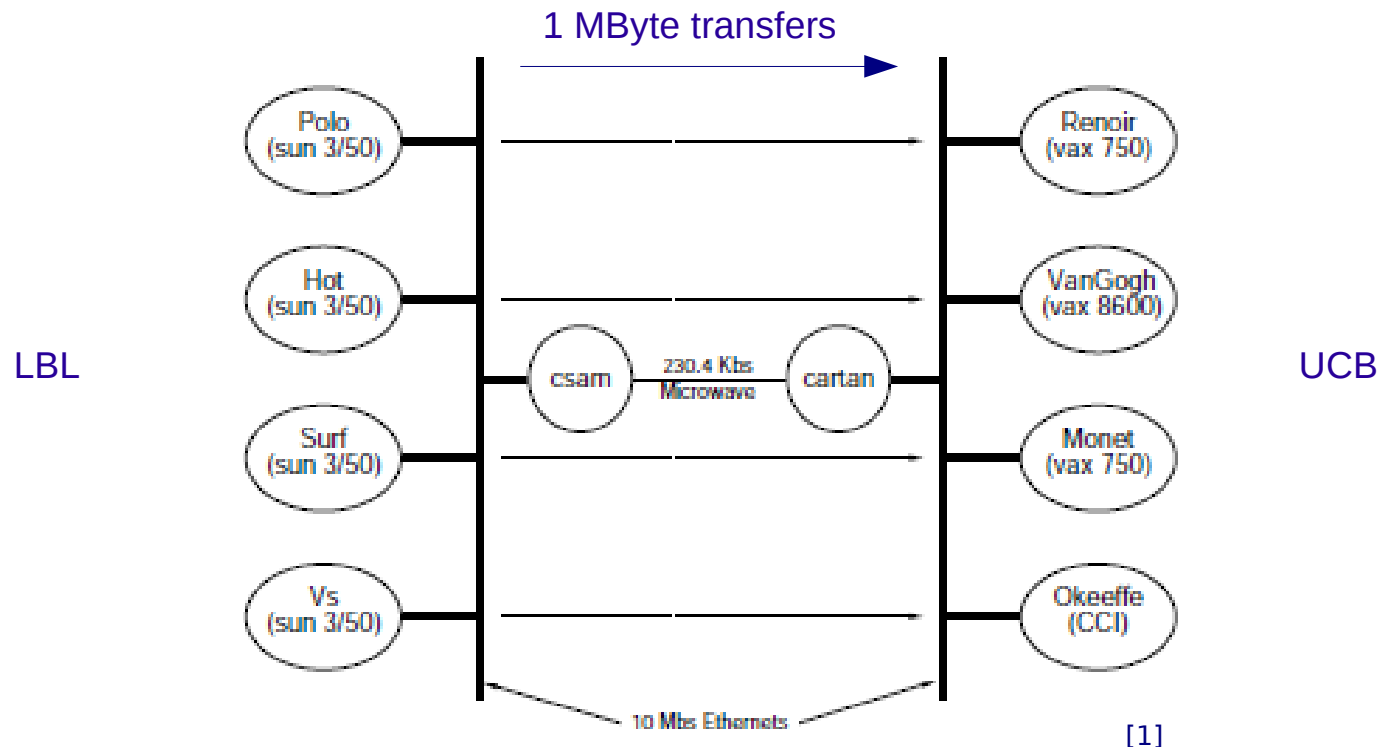 1 MByte transfers
Polo
(sun 3/50)
Renoir
(vax 750)
Hot
(sun 3/50)
VanGogh
(vax 8600)
LBL
csam
230.4 Kbs
Microwave
cartan
UCB
Surf
(sun 3/50)
Monet
(vax 750)
Vs
(sun 3/50)
Okeeffe
(CCI)
10 Mbs Ethernets
[1]